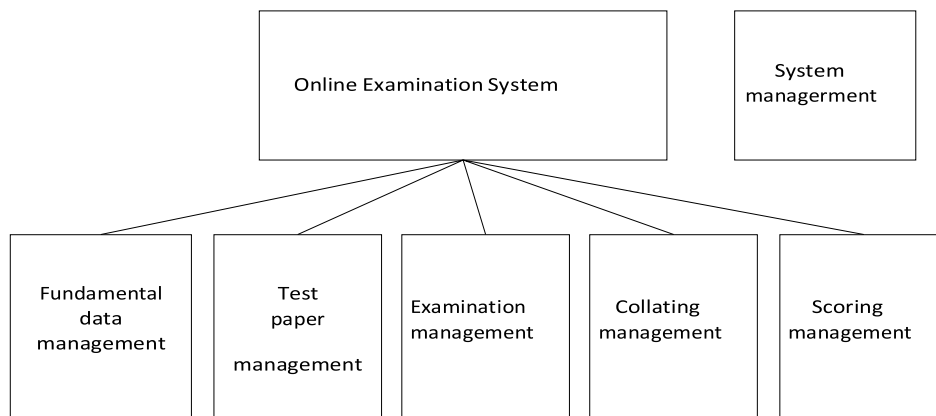 Online Examination System
System
managerment
Fundamental
data
management
Test
paper
management
Examination
management
Collating
management
Scoring
management